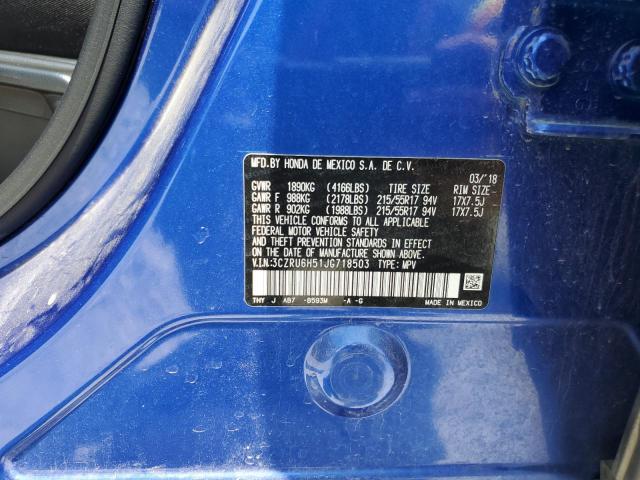 MFD.BY HONDA DE MEXICO S.A. DE C.V.
03/'18
GVWR 1890KG (4166LBS) TIRE SIZE RIM SIZE
GAWR F 988KG (2178LBS) 215/55R17 94V 17X7.5J
GAWR R 902KG (1988LBS) 215/55R17 94V 17X7.5J
THIS VEHICLE CONFORMS TO ALL APPLICABLE
FEDERAL MOTOR VEHICLE SAFETY, BUMPER, AND
THEFT PREVENTION STANDARDS IN EFFECT ON THE
DATE OF MANUFACTURE SHOWN ABOVE.
V.I.N:3CZRU6H51JG718503 TYPE: MPV
THY J AB7 -B593M -A -G MADE IN MEXICO